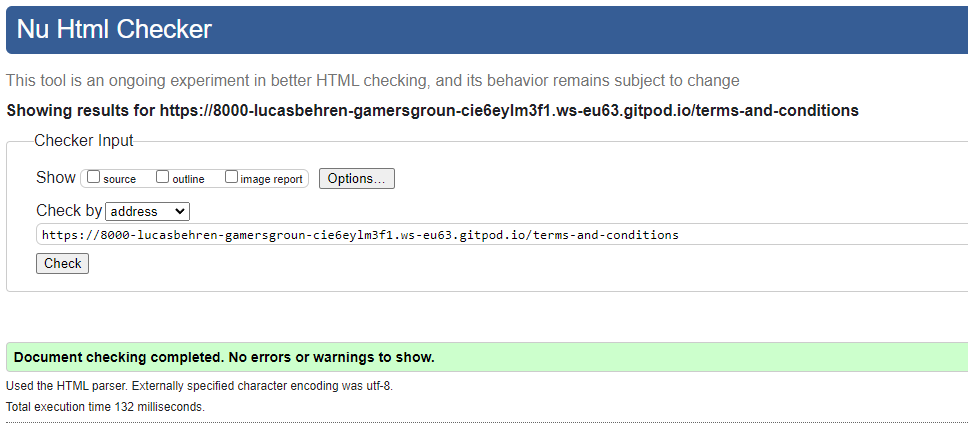 Nu Html Checker
This tool is an ongoing experiment in better HTML checking, and its behavior remains subject to change
Showing results for https://8000-lucasbehren-gamersgroun-cie6eylm3f1.ws-eu63.gitpod.io/terms-and-conditions
Checker Input
Show source outline image report Options...
Check by address
https://8000-lucasbehren-gamersgroun-cie6eylm3f1.ws-eu63.gitpod.io/terms-and-conditions
Check
Document checking completed. No errors or warnings to show.
Used the HTML parser. Externally specified character encoding was utf-8.
Total execution time 132 milliseconds.